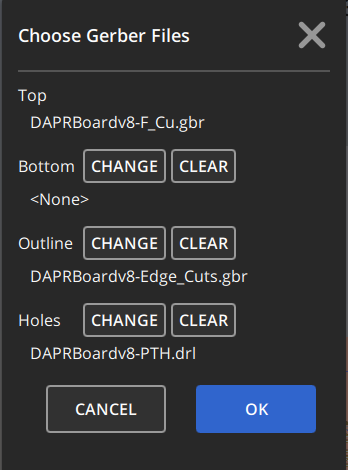 Choose Gerber Files
Top
DAPRBoardv8-F_Cu.gbr
Bottom CHANGE CLEAR
<None>
Outline CHANGE CLEAR
DAPRBoardv8-Edge_Cuts.gbr
Holes CHANGE CLEAR
DAPRBoardv8-PTH.drl
CANCEL OK